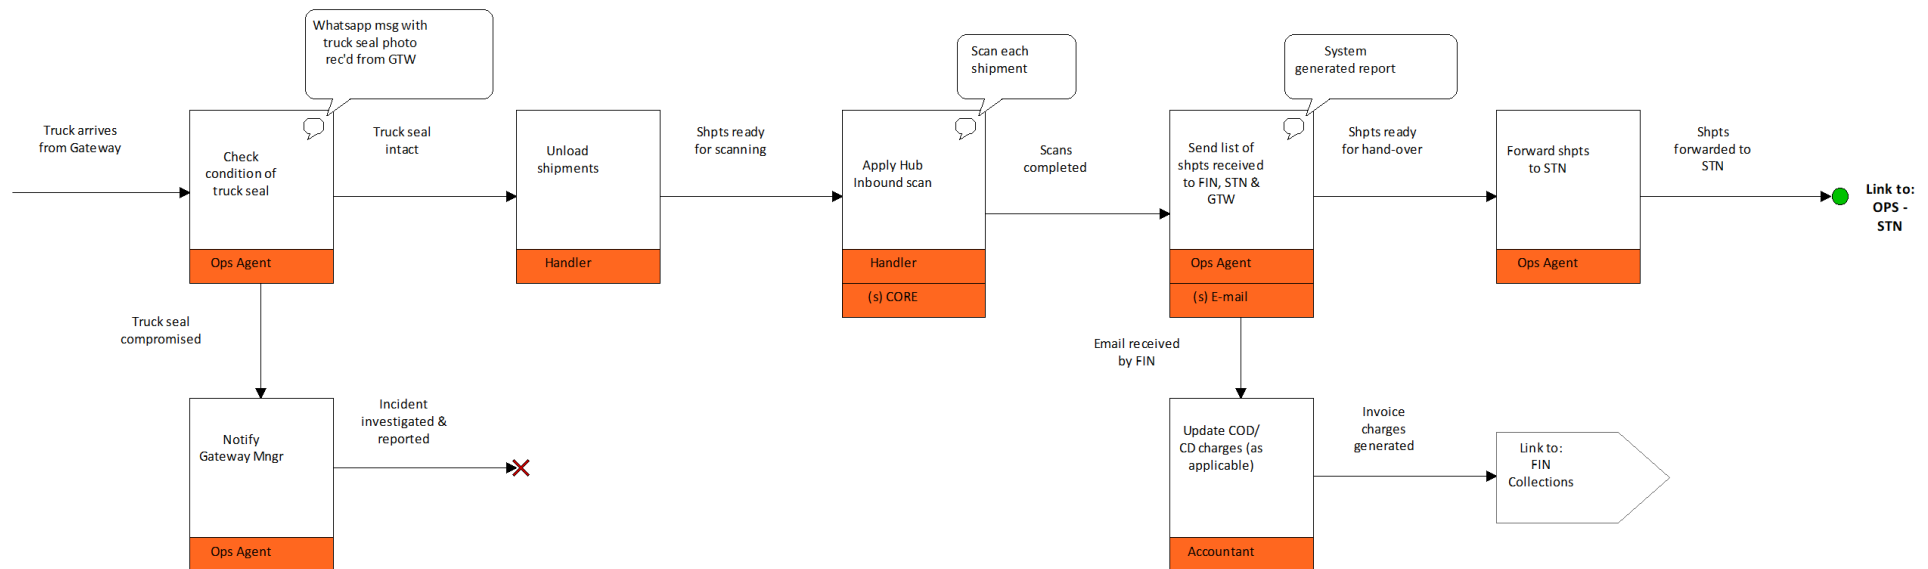 Whatsapp msg with
truck seal photo
rec'd from GTW
Scan each
shipment
System
generated report
Truck arrives
from Gateway
Check
condition of
truck seal
Ops Agent
Truck seal
intact
Unload
shipments
Handler
Shpts ready
for scanning
Apply Hub
Inbound scan
Handler
(s) CORE
Scans
completed
Send list of
shpts received
to FIN, STN &
GTW
Ops Agent
(s) E-mail
Shpts ready
for hand-over
Forward shpts
to STN
Ops Agent
Shpts
forwarded to
STN
Link to:
OPS -
STN
Truck seal
compromised
Notify
Gateway Mngr
Ops Agent
Incident
investigated &
reported
Email received
by FIN
Update COD/
CD charges (as
applicable)
Accountant
Invoice
charges
generated
Link to:
FIN
Collections